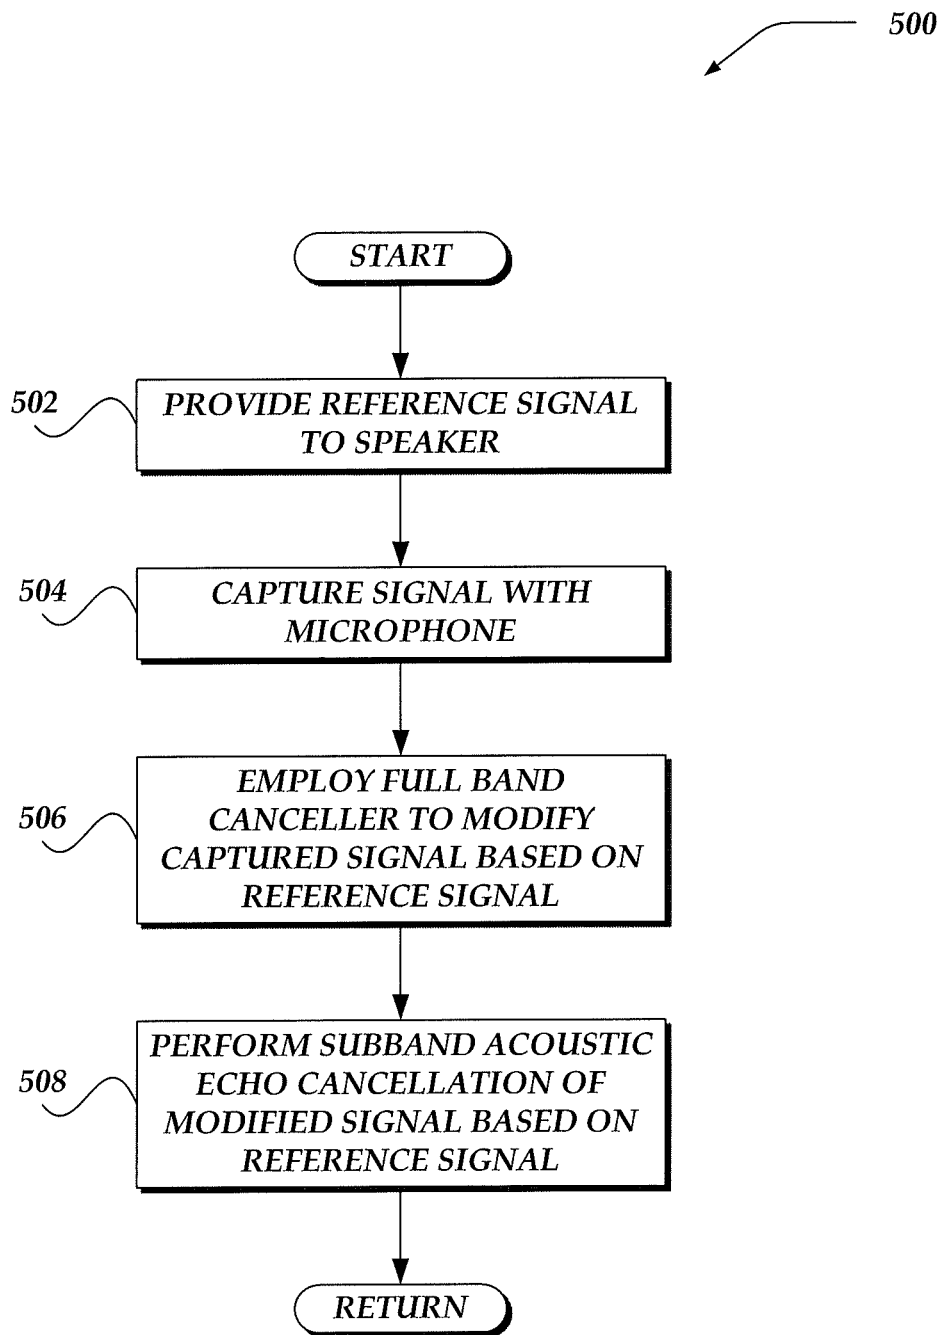 500
START
502
PROVIDE REFERENCE SIGNAL
TO SPEAKER
504
CAPTURE SIGNAL WITH
MICROPHONE
506
EMPLOY FULL BAND
CANCELLER TO MODIFY
CAPTURED SIGNAL BASED ON
REFERENCE SIGNAL
508
PERFORM SUBBAND ACOUSTIC
ECHO CANCELLATION OF
MODIFIED SIGNAL BASED ON
REFERENCE SIGNAL
RETURN